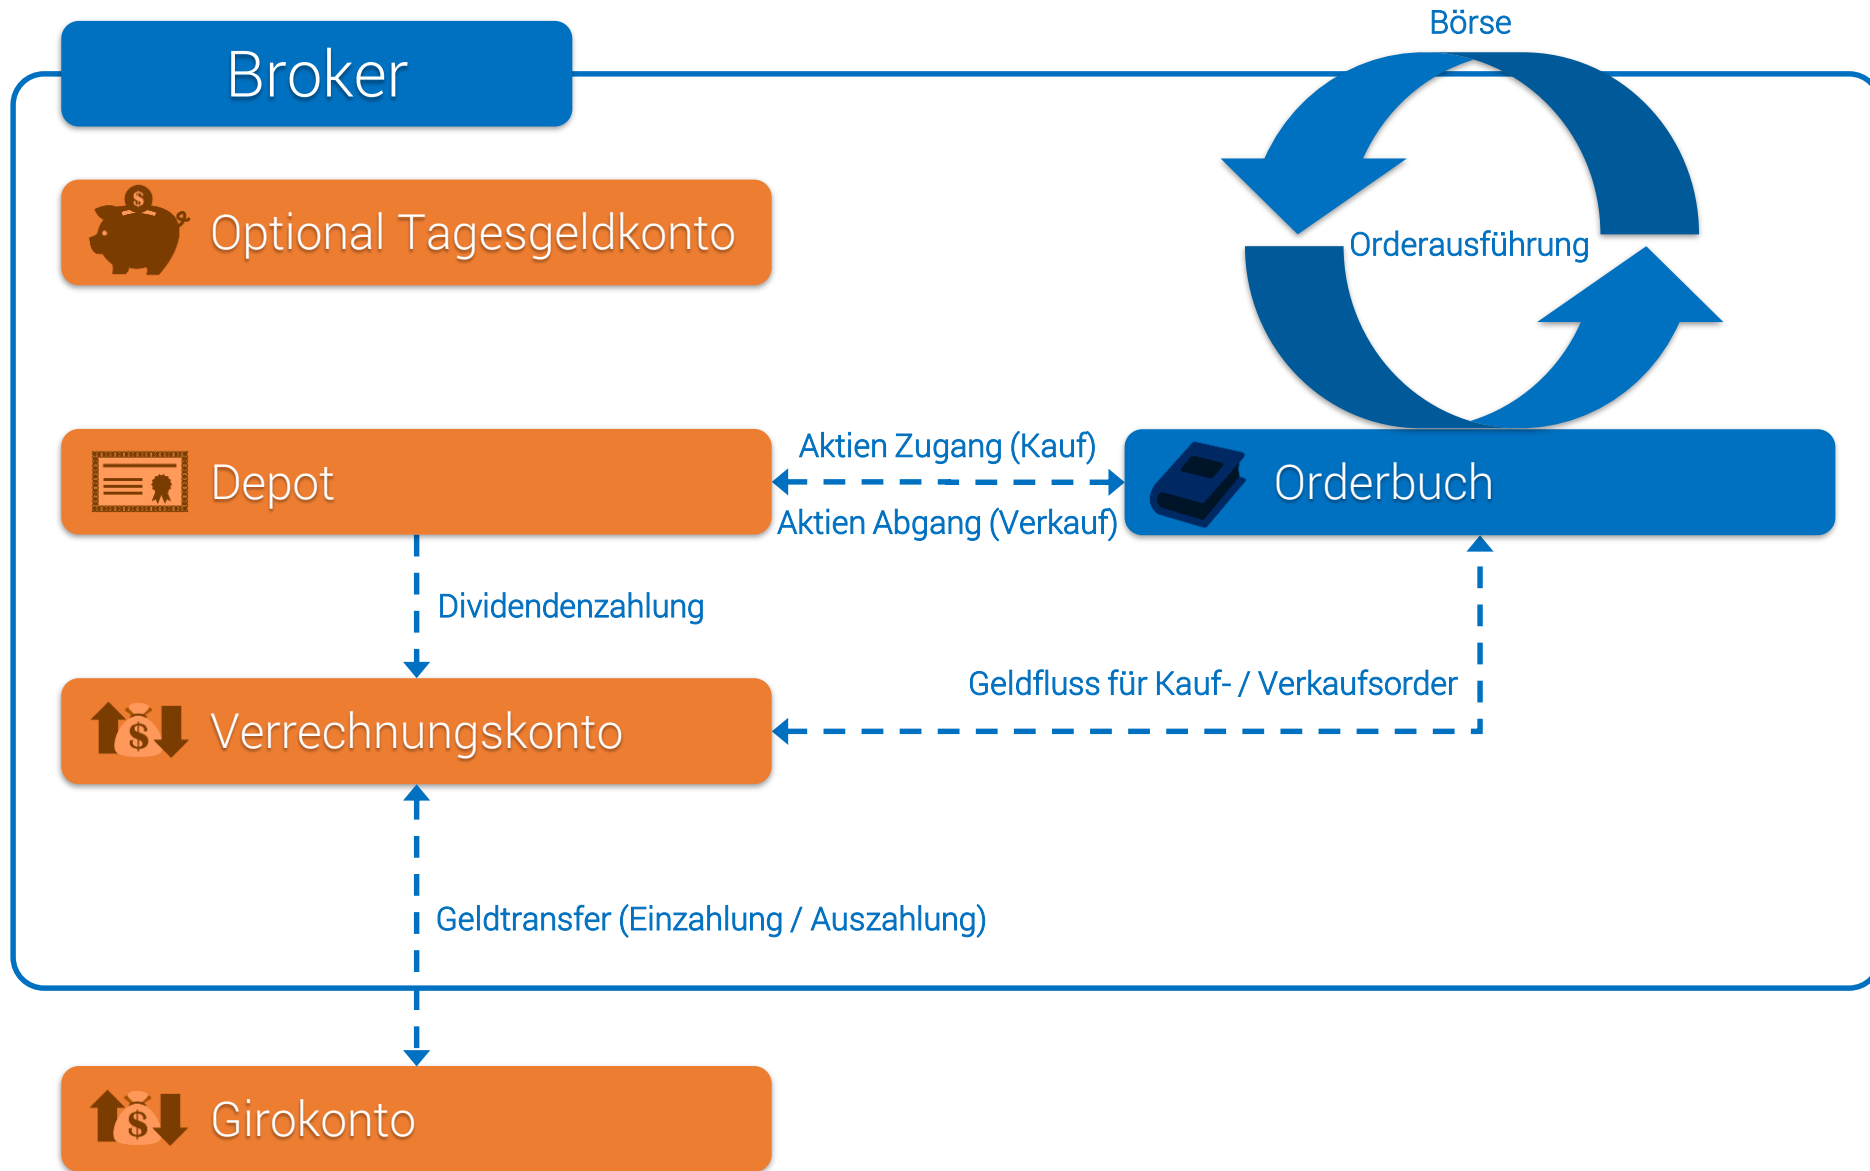 Börse
Broker
Optional Tagesgeldkonto
Orderausführung
Aktien Zugang (Kauf)
Depot
Orderbuch
Aktien Abgang (Verkauf)
Dividendenzahlung
Geldfluss für Kauf- / Verkaufsorder
Verrechnungskonto
Geldtransfer (Einzahlung / Auszahlung)
Girokonto